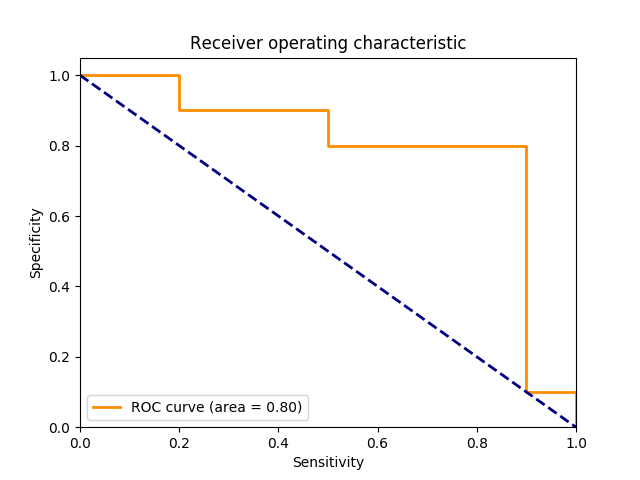 Receiver operating characteristic
1.0
0.8
0.6
0.4
0.2
0.0
Specificity
ROC curve (area = 0.80)
0.0 0.2 0.4 0.6 0.8 1.0
Sensitivity